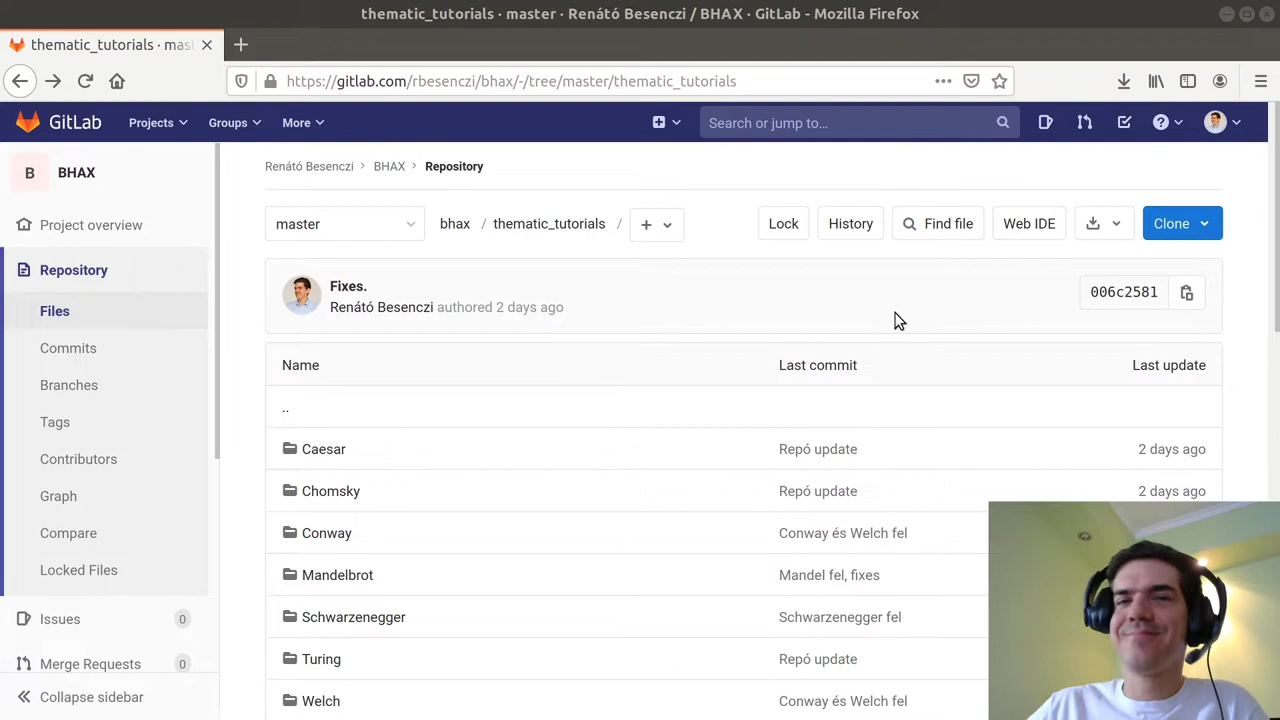 thematic_tutorials · master · Renátó Besenczi / BHAX · GitLab - Mozilla Firefox
thematic_tutorials · mast
https://gitlab.com/rbesenczi/bhax/-/tree/master/thematic_tutorials
GitLab Projects Groups More Search or jump to…
B BHAX
Renátó Besenczi > BHAX > Repository
Project overview
Repository
Files
Commits
Branches
Tags
Contributors
Graph
Compare
Locked Files
Issues 0
Merge Requests 0
Collapse sidebar
master bhax / thematic_tutorials / + Lock History Find file Web IDE Clone
Fixes.
Renátó Besenczi authored 2 days ago
006c2581
Name Last commit Last update
..
Caesar Repó update 2 days ago
Chomsky Repó update 2 days ago
Conway Conway és Welch fel
Mandelbrot Mandel fel, fixes
Schwarzenegger Schwarzenegger fel
Turing Repó update
Welch Conway és Welch fel